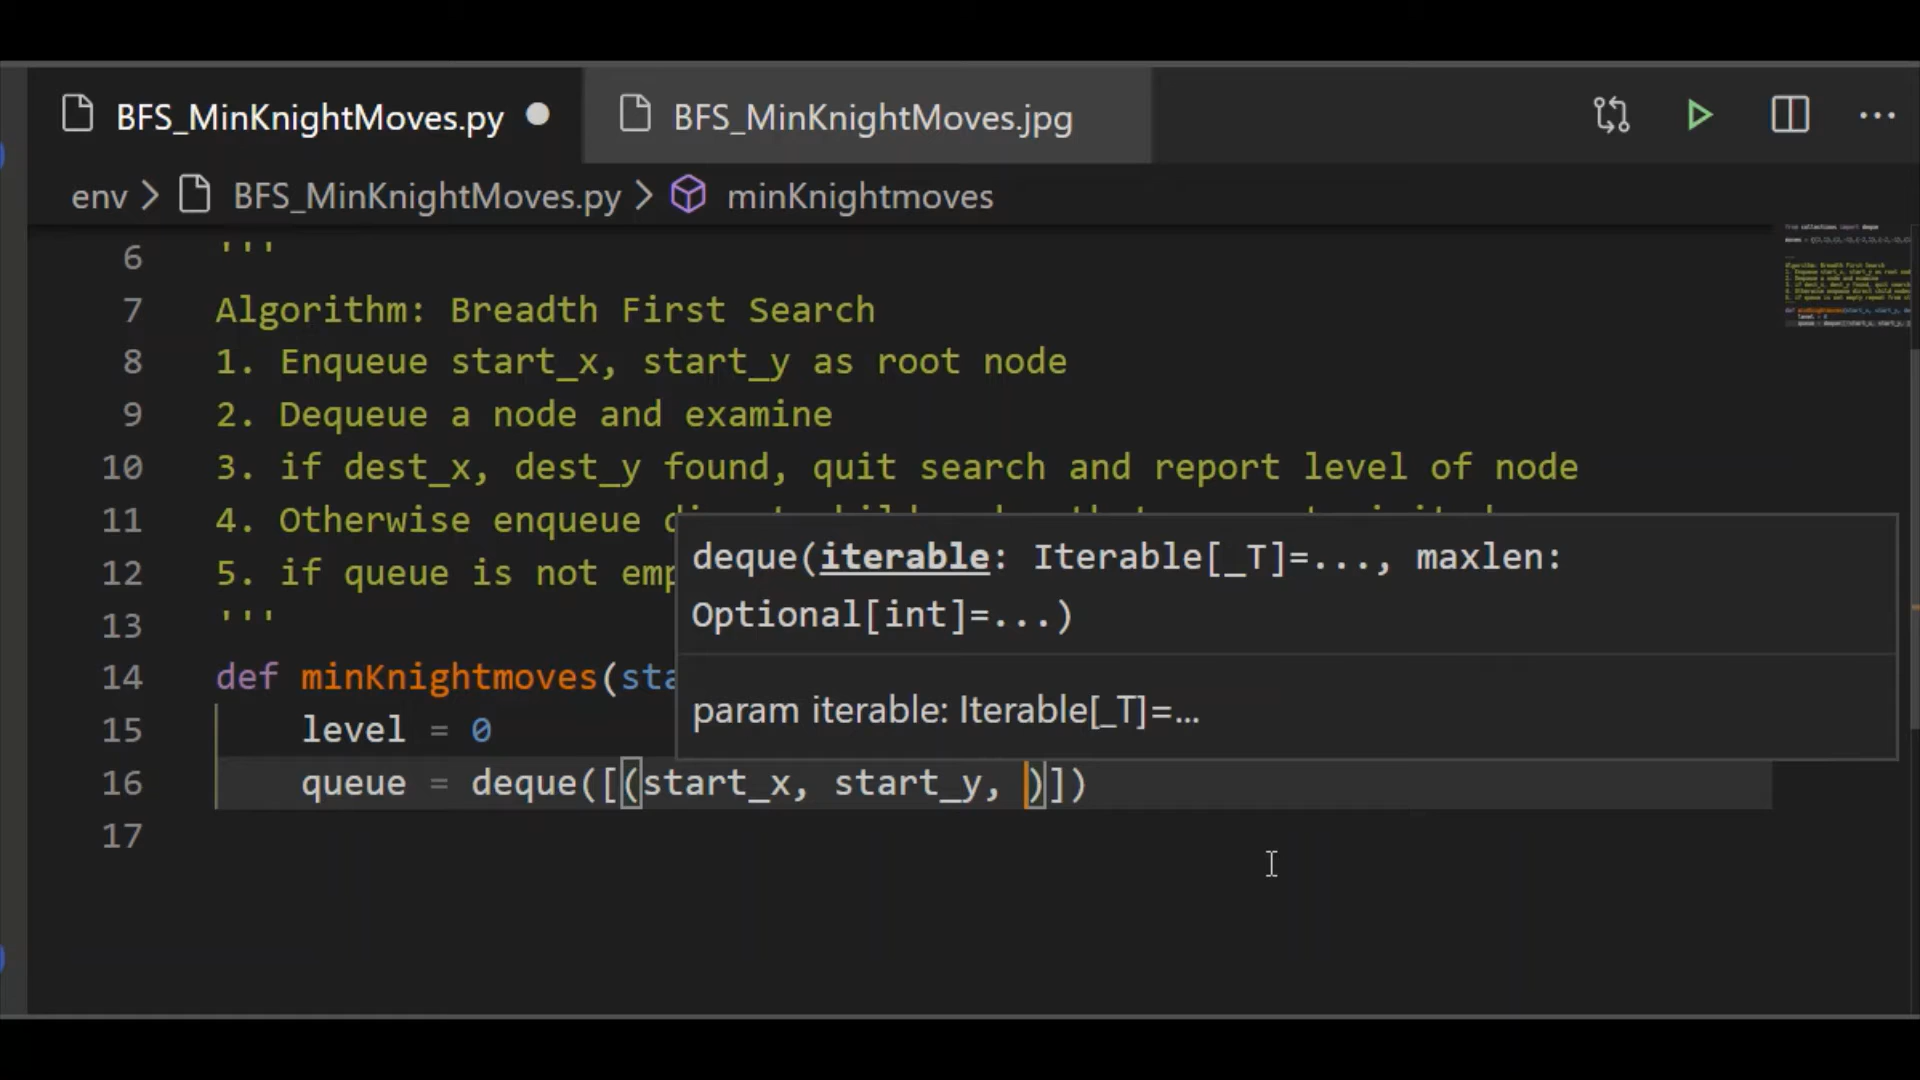 BFS_MinKnightMoves.py
BFS_MinKnightMoves.jpg
env > BFS_MinKnightMoves.py > minKnightmoves
6 '''
7 Algorithm: Breadth First Search
8 1. Enqueue start_x, start_y as root node
9 2. Dequeue a node and examine
10 3. if dest_x, dest_y found, quit search and report level of node
11 4. Otherwise enqueue
deque(iterable: Iterable[_T]=..., maxlen:
12 5. if queue is not emp
Optional[int]=...)
13 '''
14 def minKnightmoves(sta
param iterable: Iterable[_T]=...
15 level = 0
16 queue = deque([(start_x, start_y, )])
17